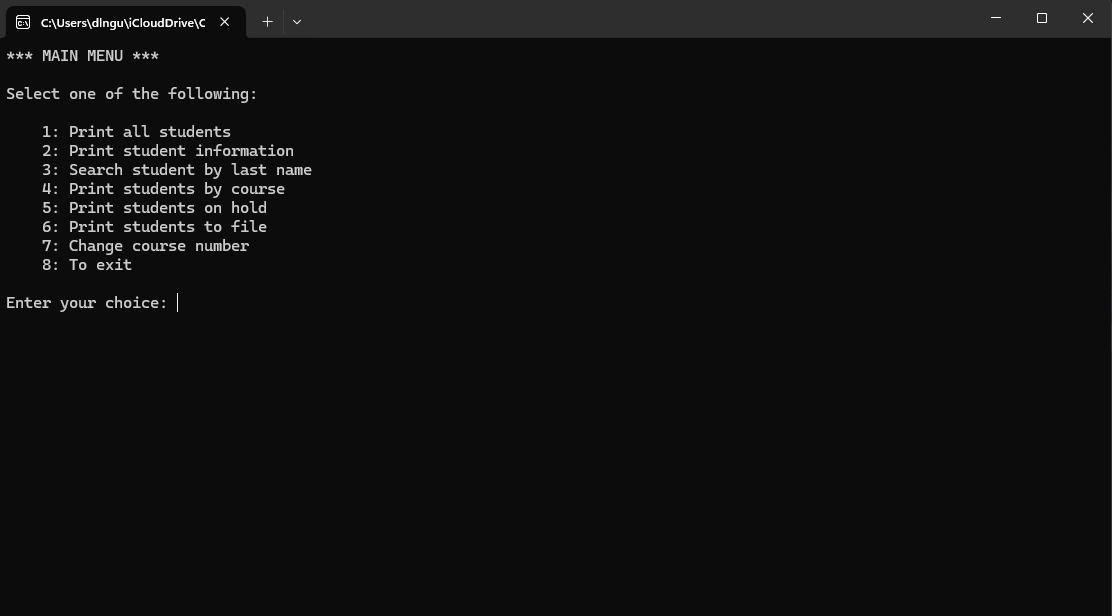 C:\Users\dlngu\iCloudDrive\C
*** MAIN MENU ***
Select one of the following:
1: Print all students
2: Print student information
3: Search student by last name
4: Print students by course
5: Print students on hold
6: Print students to file
7: Change course number
8: To exit
Enter your choice: